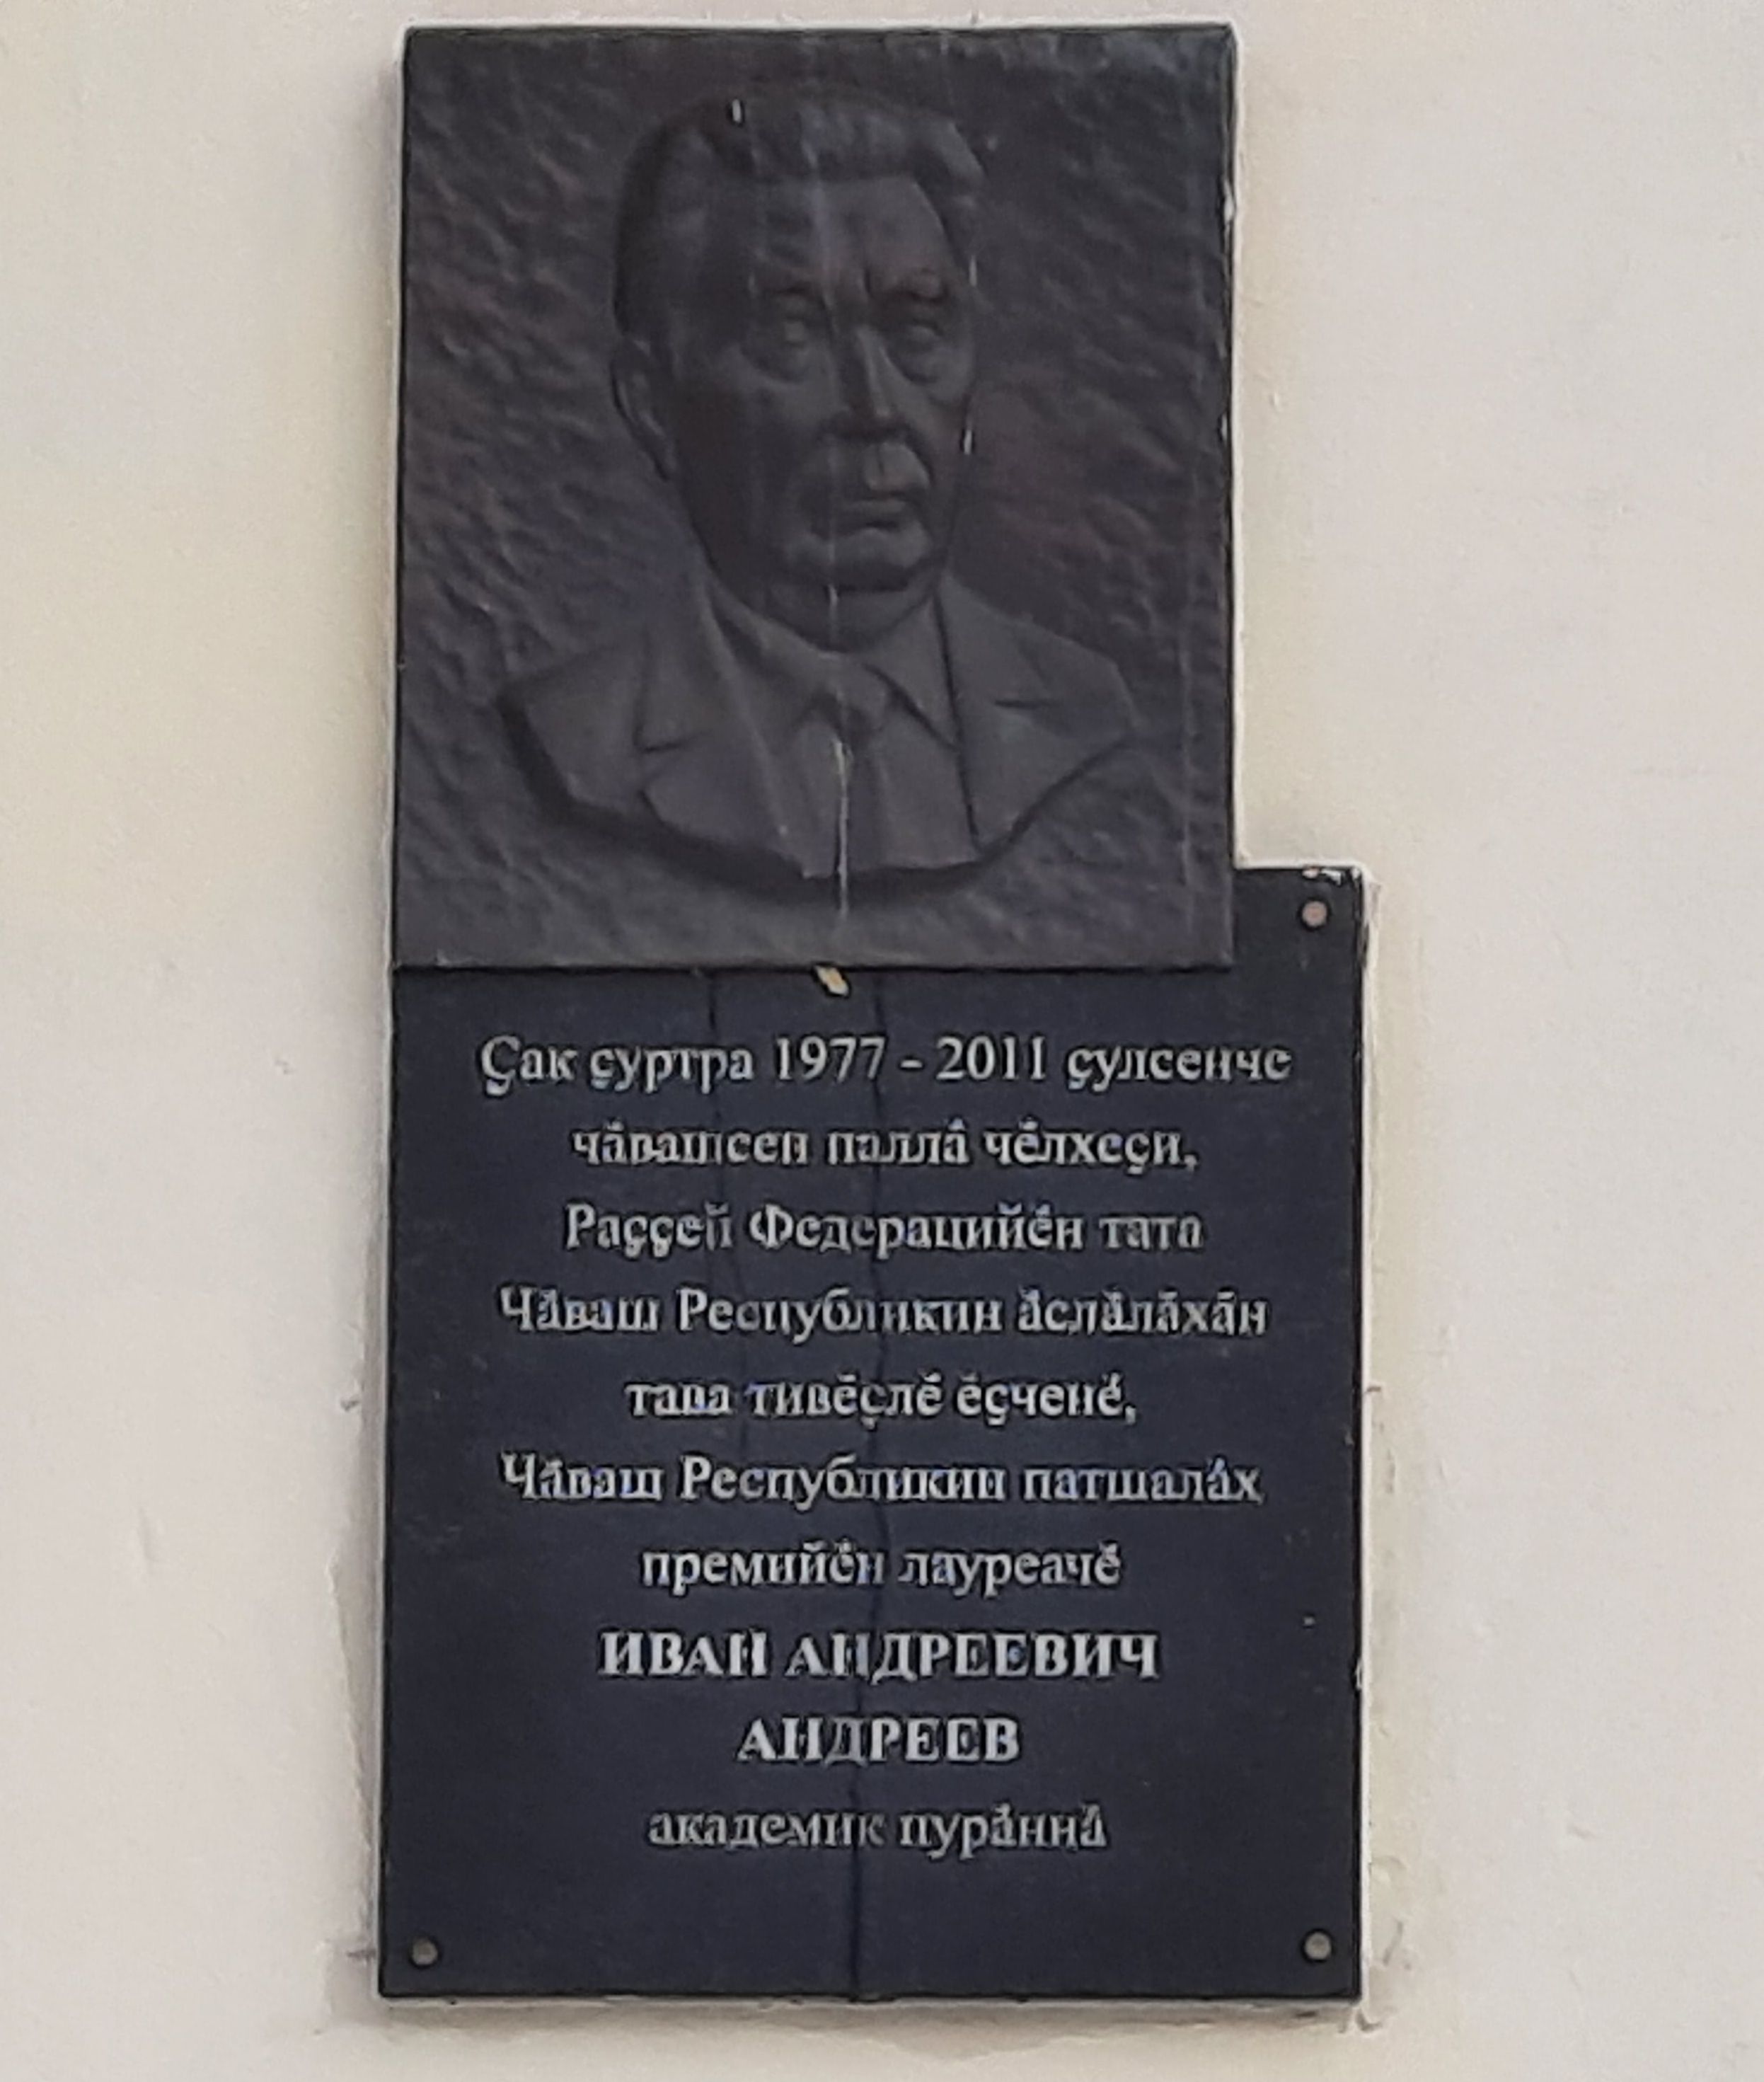 Ҫак ҫуртра 1977 - 2011 ҫулсенче
чӑвашсен паллӑ чӗлхеҫи,
Раҫҫей Федерацийӗн тата
Чӑваш Республикин ӑслӑлӑхӑн
тава тивӗҫлӗ ӗҫченӗ,
Чӑваш Республикин патшалӑх
премийӗн лауреачӗ
ИВАН АНДРЕЕВИЧ
АНДРЕЕВ
академик пурӑннӑ